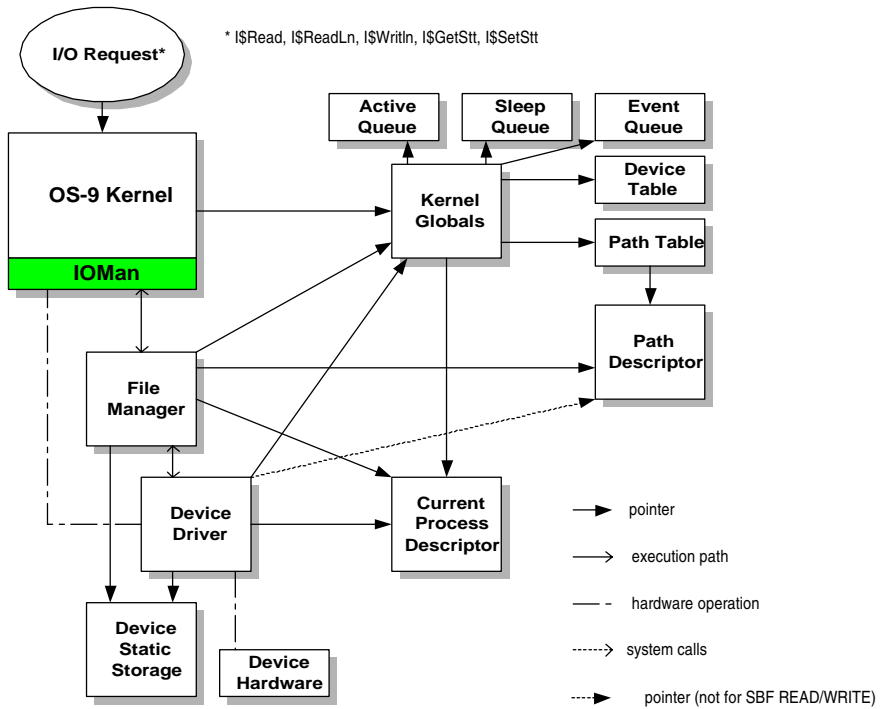 I/O Request*
* I$Read, I$ReadLn, I$Writln, I$GetStt, I$SetStt
Active
Queue
Sleep
Queue
Event
Queue
OS-9 Kernel
IOMan
Kernel
Globals
Device
Table
Path Table
Path
Descriptor
File
Manager
Device
Driver
Current
Process
Descriptor
Device
Static
Storage
Device
Hardware
pointer
execution path
hardware operation
system calls
pointer (not for SBF READ/WRITE)